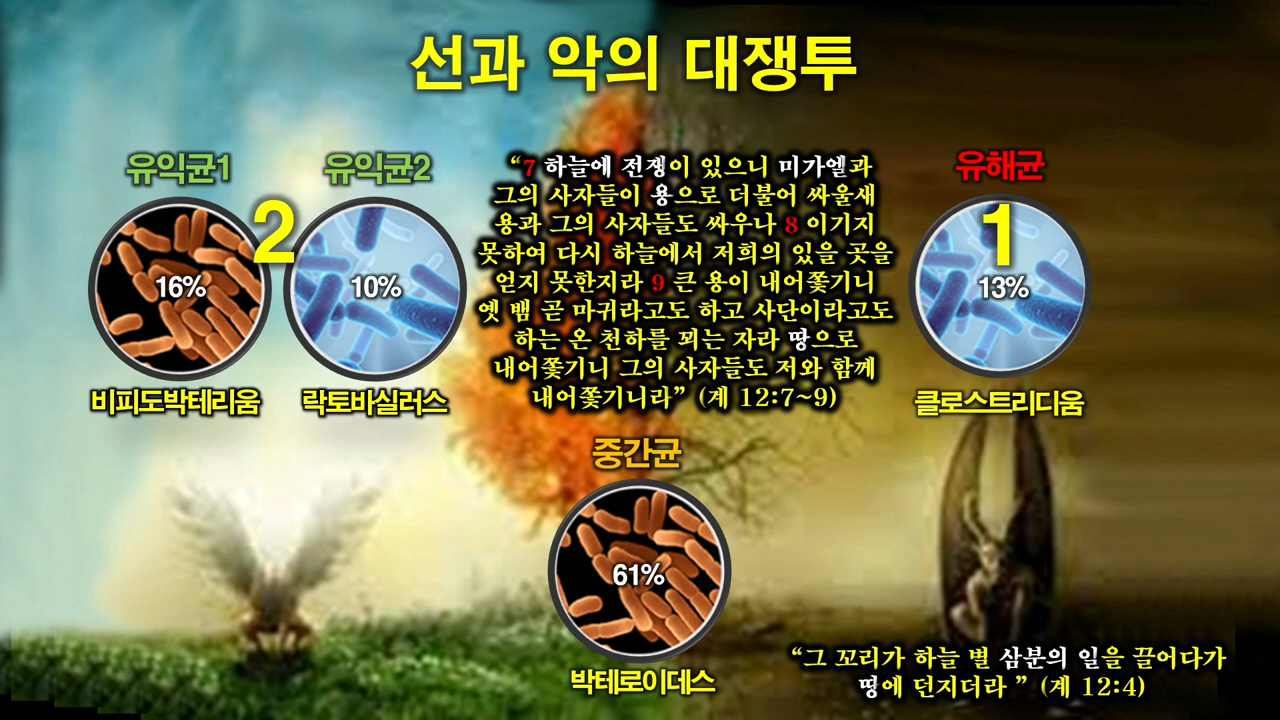 선과 악의 대쟁투
유익균1
유익균2
2
16%
10%
비피도박테리움
락토바실러스
“7 하늘에 전쟁이 있으니 미가엘과
그의 사자들이 용으로 더불어 싸울새
용과 그의 사자들도 싸우나 8 이기지
못하여 다시 하늘에서 저희의 있을 곳을
얻지 못한지라 9 큰 용이 내어쫓기니
옛 뱀 곧 마귀라고도 하고 사단이라고도
하는 온 천하를 꾀는 자라 땅으로
내어쫓기니 그의 사자들도 저와 함께
내어쫓기니라” (계 12:7~9)
유해균
1
13%
클로스트리디움
중간균
61%
박테로이데스
“그 꼬리가 하늘 별 삼분의 일을 끌어다가
땅에 던지더라 ” (계 12:4)